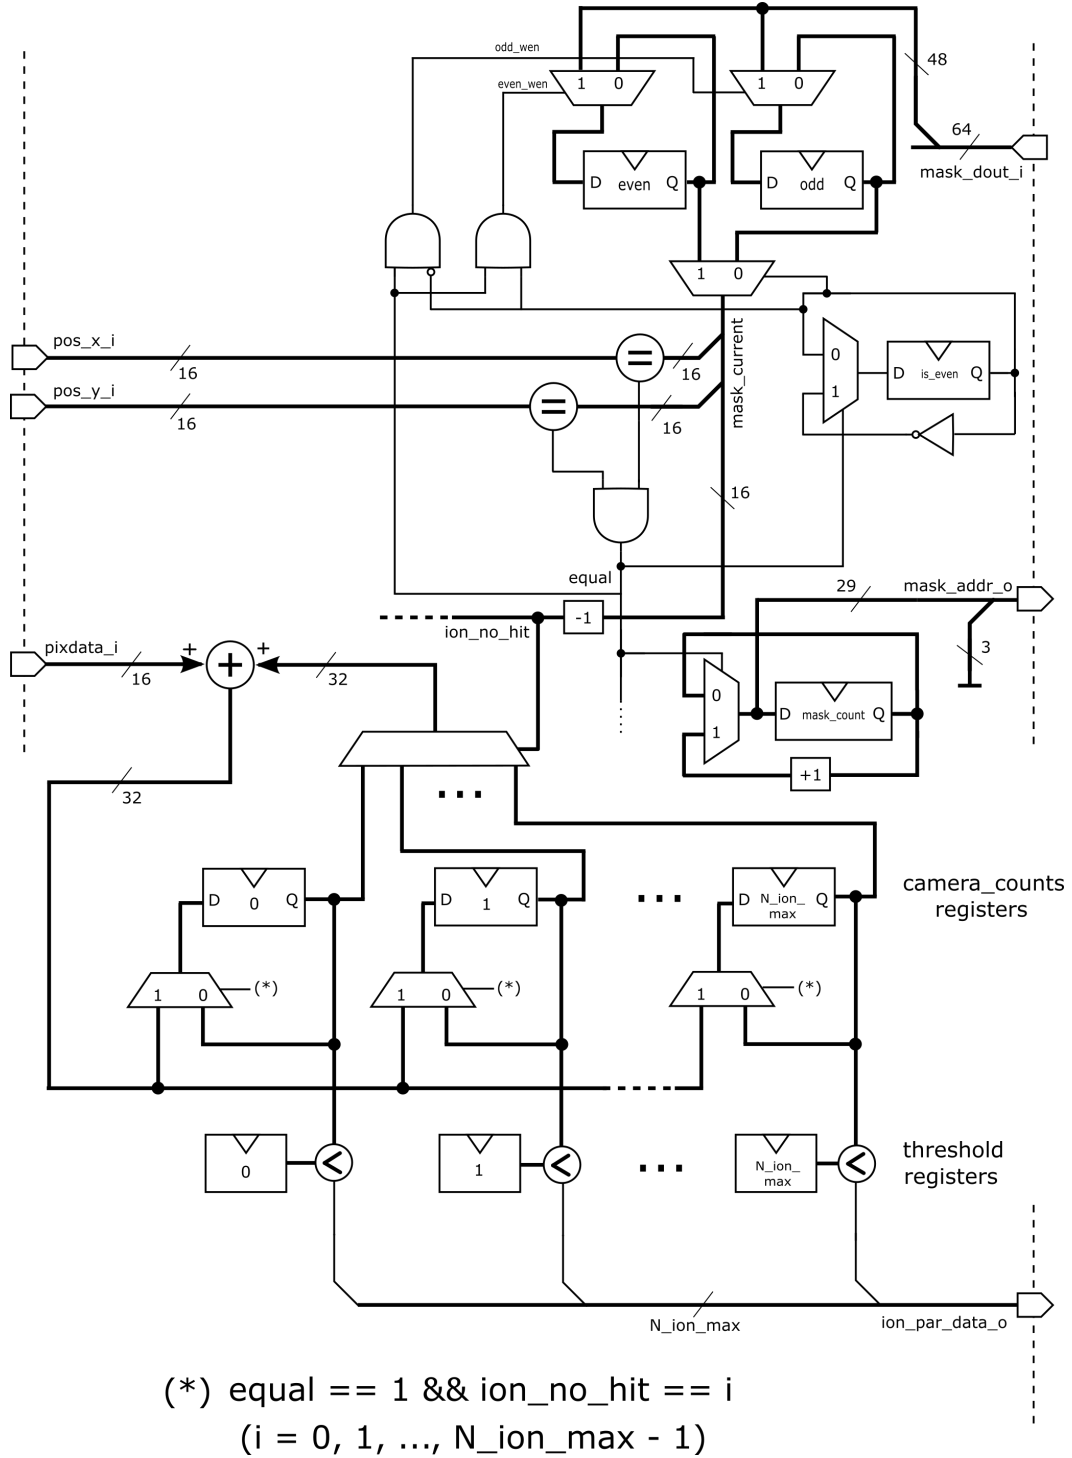 odd_wen
even_wen
1 0
1 0
48
64
mask_dout_i
D even Q
D odd Q
1 0
pos_x_i
16
16
pos_y_i
16
16
mask_current
0
1
D is_even Q
16
equal
-1
ion_no_hit
29
mask_addr_o
3
pixdata_i
+
+
+
16
32
0
1
D mask_count Q
+1
32
...
D 0 Q
D 1 Q
...
D N_ion_
max Q
camera_counts
registers
1 0 (*)
1 0 (*)
1 0 (*)
0 <
1 <
...
N_ion_
max <
threshold
registers
N_ion_max
ion_par_data_o
(*) equal == 1 && ion_no_hit == i
(i = 0, 1, ..., N_ion_max - 1)